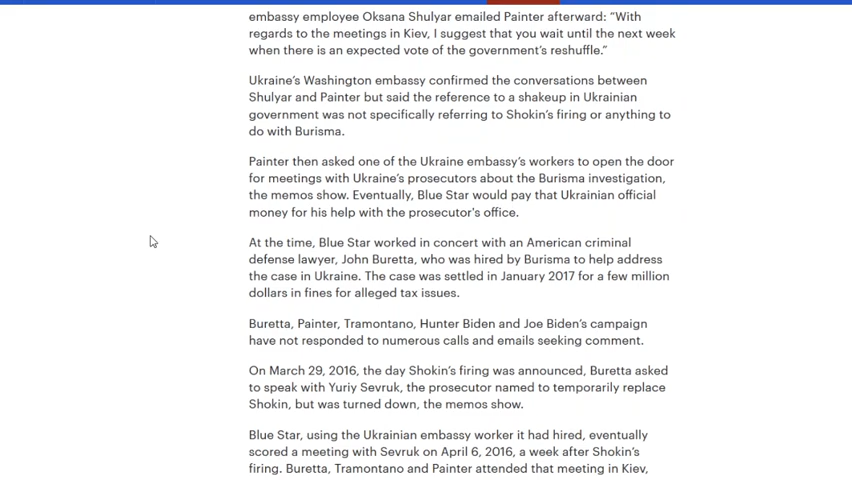 embassy employee Oksana Shulyar emailed Painter afterward: “With
regards to the meetings in Kiev, I suggest that you wait until the next week
when there is an expected vote of the government’s reshuffle.”
Ukraine’s Washington embassy confirmed the conversations between
Shulyar and Painter but said the reference to a shakeup in Ukrainian
government was not specifically referring to Shokin’s firing or anything to
do with Burisma.
Painter then asked one of the Ukraine embassy’s workers to open the door
for meetings with Ukraine’s prosecutors about the Burisma investigation,
the memos show. Eventually, Blue Star would pay that Ukrainian official
money for his help with the prosecutor's office.
At the time, Blue Star worked in concert with an American criminal
defense lawyer, John Buretta, who was hired by Burisma to help address
the case in Ukraine. The case was settled in January 2017 for a few million
dollars in fines for alleged tax issues.
Buretta, Painter, Tramontano, Hunter Biden and Joe Biden’s campaign
have not responded to numerous calls and emails seeking comment.
On March 29, 2016, the day Shokin’s firing was announced, Buretta asked
to speak with Yuriy Sevruk, the prosecutor named to temporarily replace
Shokin, but was turned down, the memos show.
Blue Star, using the Ukrainian embassy worker it had hired, eventually
scored a meeting with Sevruk on April 6, 2016, a week after Shokin’s
firing. Buretta, Tramontano and Painter attended that meeting in Kiev,